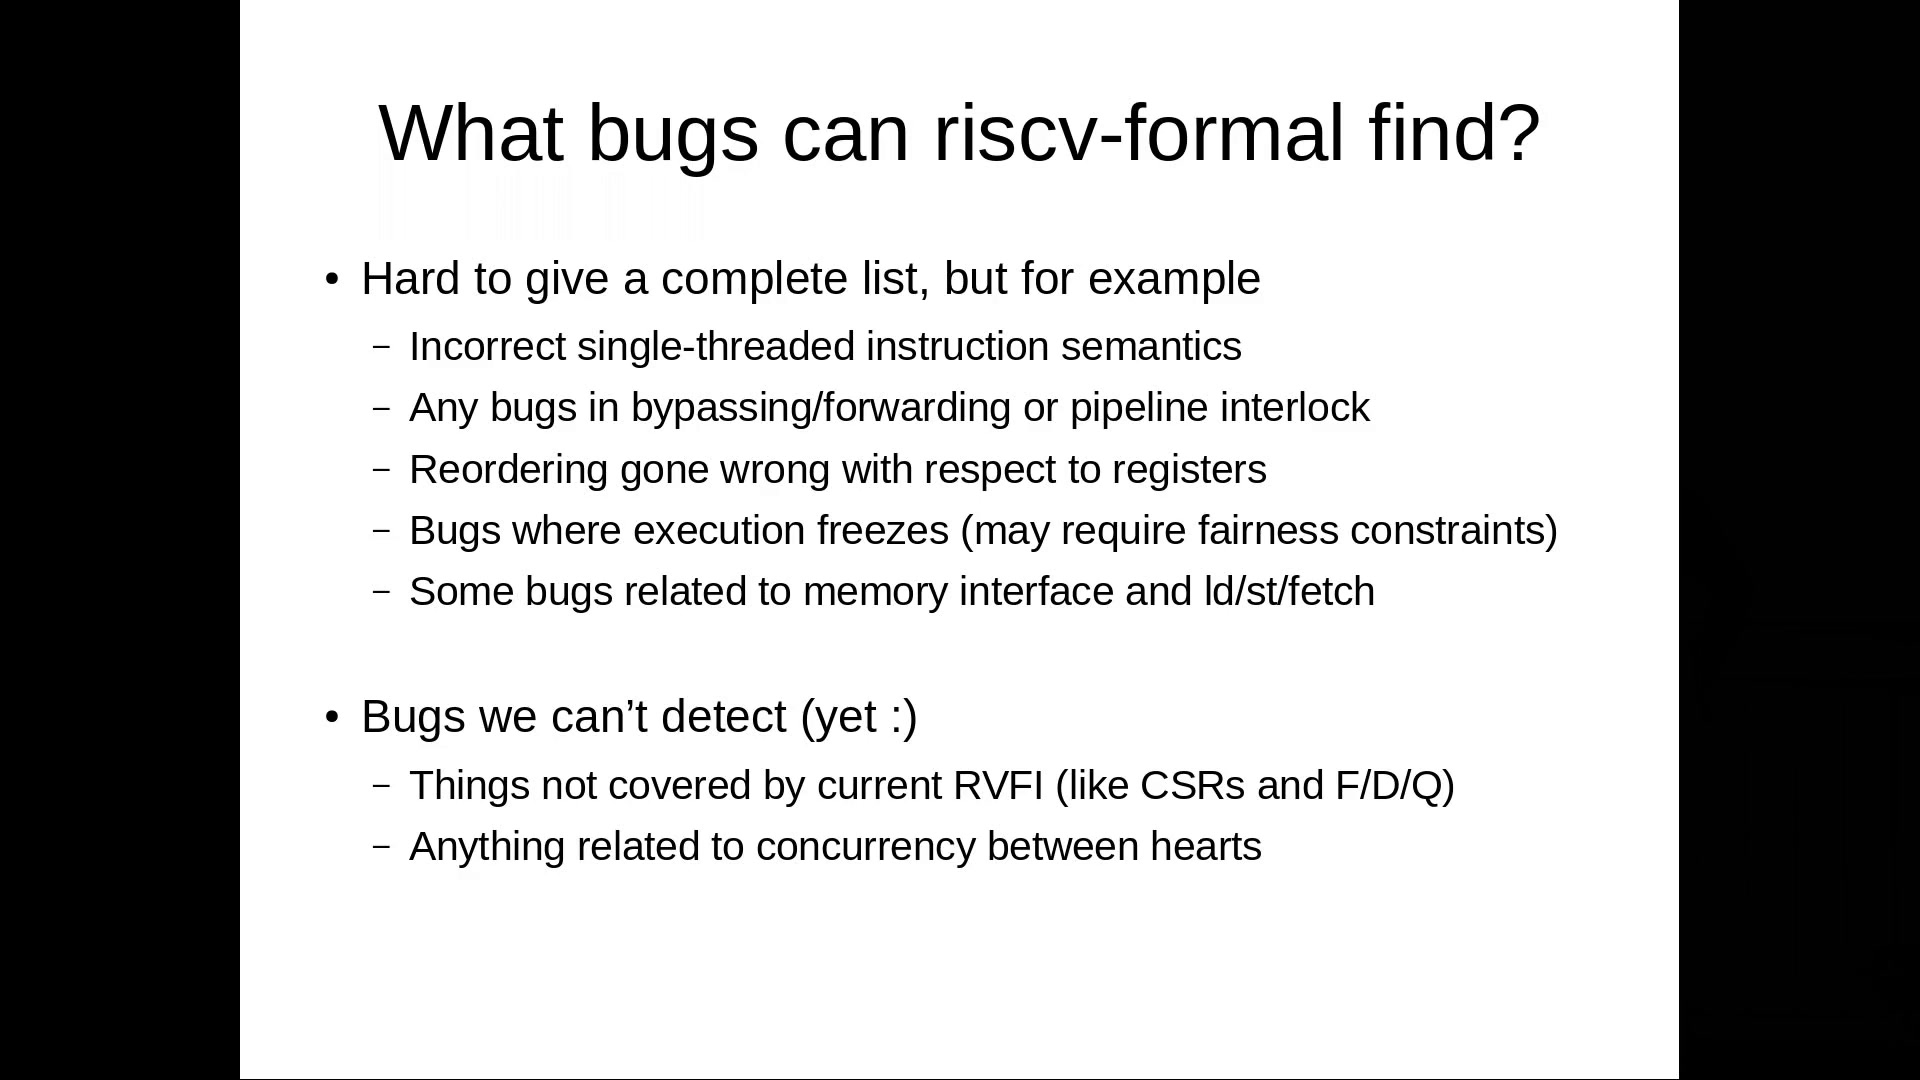 What bugs can riscv-formal find?
• Hard to give a complete list, but for example
– Incorrect single-threaded instruction semantics
– Any bugs in bypassing/forwarding or pipeline interlock
– Reordering gone wrong with respect to registers
– Bugs where execution freezes (may require fairness constraints)
– Some bugs related to memory interface and ld/st/fetch
• Bugs we can’t detect (yet :)
– Things not covered by current RVFI (like CSRs and F/D/Q)
– Anything related to concurrency between hearts